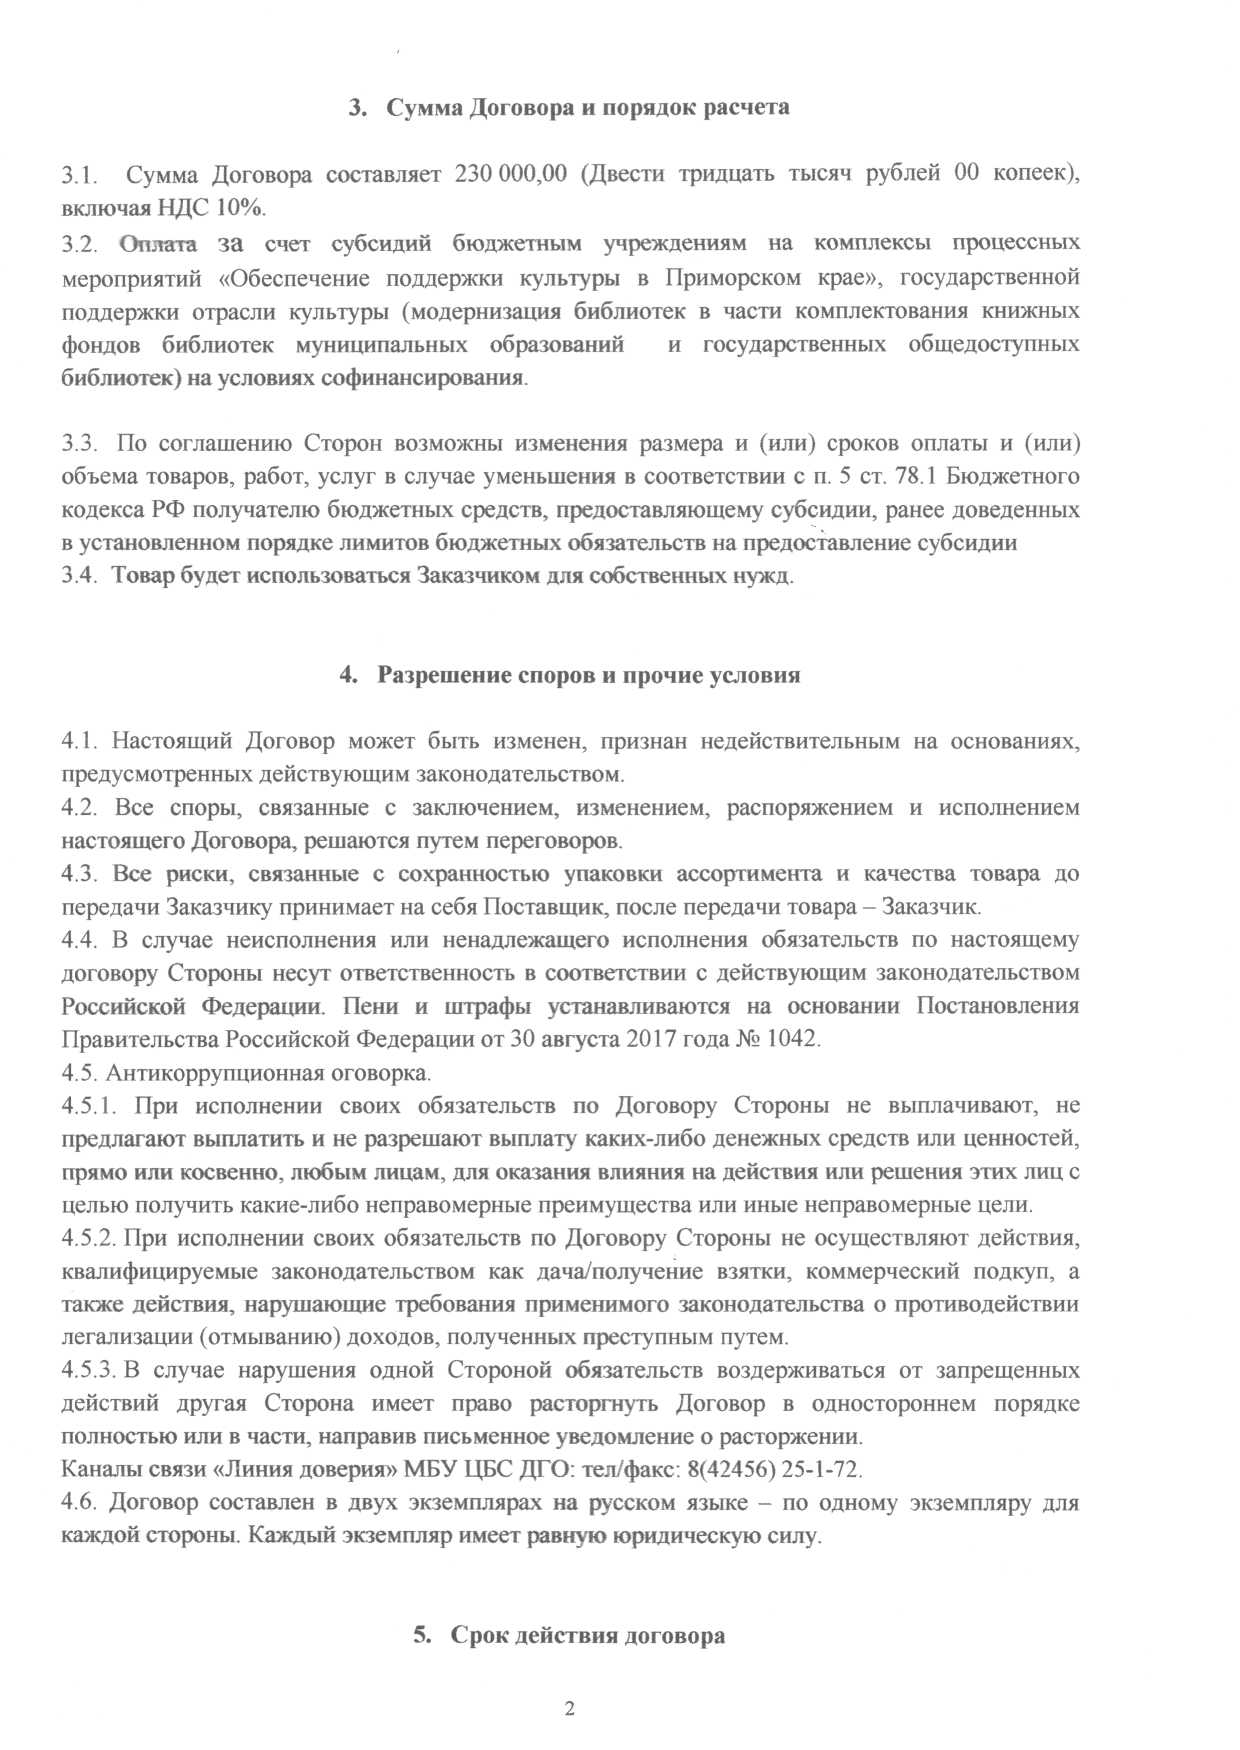 3. Сумма Договора и порядок расчета
3.1. Сумма Договора составляет 230 000,00 (Двести тридцать тысяч рублей 00 копеек),
включая НДС 10%.
3.2. Оплата за счет субсидий бюджетным учреждениям на комплексы процессных
мероприятий «Обеспечение поддержки культуры в Приморском крае», государственной
поддержки отрасли культуры (модернизация библиотек в части комплектования книжных
фондов библиотек муниципальных образований и государственных общедоступных
библиотек) на условиях софинансирования.
3.3. По соглашению Сторон возможны изменения размера и (или) сроков оплаты и (или)
объема товаров, работ, услуг в случае уменьшения в соответствии с п. 5 ст. 78.1 Бюджетного
кодекса РФ получателю бюджетных средств, предоставляющему субсидии, ранее доведенных
в установленном порядке лимитов бюджетных обязательств на предоставление субсидии
3.4. Товар будет использоваться Заказчиком для собственных нужд.
4. Разрешение споров и прочие условия
4.1. Настоящий Договор может быть изменен, признан недействительным на основаниях,
предусмотренных действующим законодательством.
4.2. Все споры, связанные с заключением, изменением, распоряжением и исполнением
настоящего Договора, решаются путем переговоров.
4.3. Все риски, связанные с сохранностью упаковки ассортимента и качества товара до
передачи Заказчику принимает на себя Поставщик, после передачи товара – Заказчик.
4.4. В случае неисполнения или ненадлежащего исполнения обязательств по настоящему
договору Стороны несут ответственность в соответствии с действующим законодательством
Российской Федерации. Пени и штрафы устанавливаются на основании Постановления
Правительства Российской Федерации от 30 августа 2017 года № 1042.
4.5. Антикоррупционная оговорка.
4.5.1. При исполнении своих обязательств по Договору Стороны не выплачивают, не
предлагают выплатить и не разрешают выплату каких-либо денежных средств или ценностей,
прямо или косвенно, любым лицам, для оказания влияния на действия или решения этих лиц с
целью получить какие-либо неправомерные преимущества или иные неправомерные цели.
4.5.2. При исполнении своих обязательств по Договору Стороны не осуществляют действия,
квалифицируемые законодательством как дача/получение взятки, коммерческий подкуп, а
также действия, нарушающие требования применимого законодательства о противодействии
легализации (отмыванию) доходов, полученных преступным путем.
4.5.3. В случае нарушения одной Стороной обязательств воздерживаться от запрещенных
действий другая Сторона имеет право расторгнуть Договор в одностороннем порядке
полностью или в части, направив письменное уведомление о расторжении.
Каналы связи «Линия доверия» МБУ ЦБС ДГО: тел/факс: 8(42456) 25-1-72.
4.6. Договор составлен в двух экземплярах на русском языке – по одному экземпляру для
каждой стороны. Каждый экземпляр имеет равную юридическую силу.
5. Срок действия договора
2